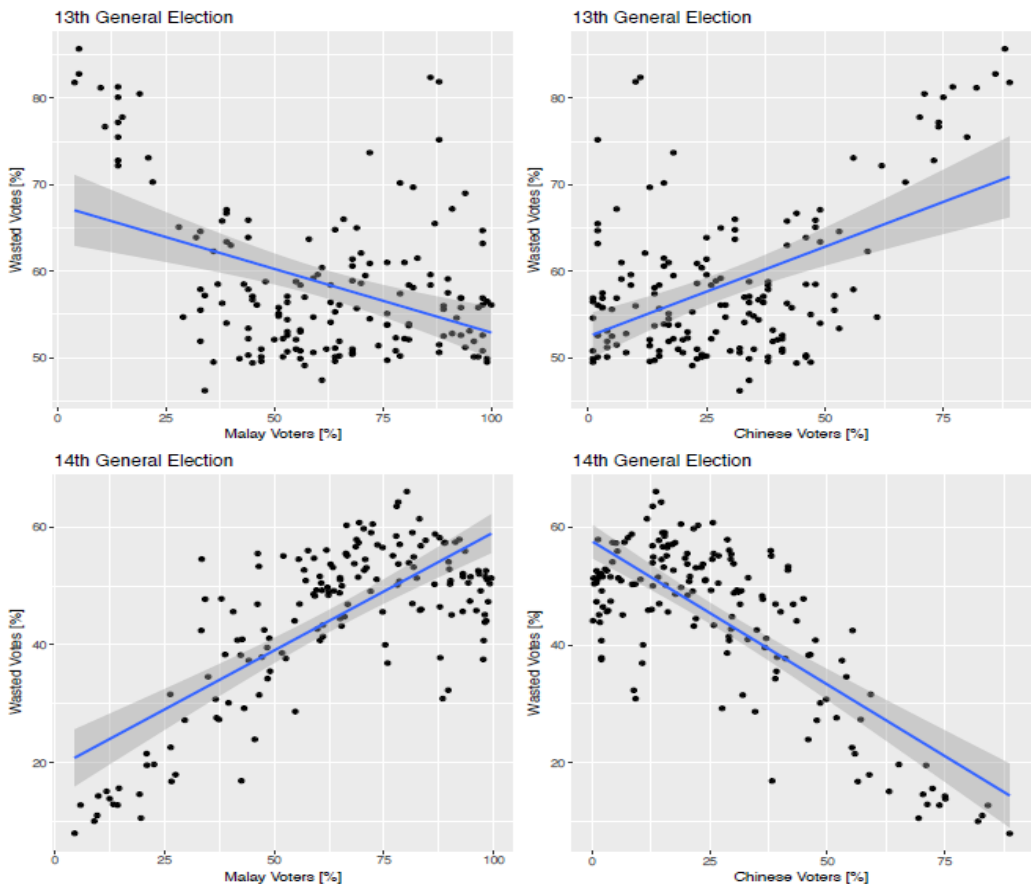 13th General Election
13th General Election
Wasted Votes [%]
80
70
60
50
0
25
50
75
100
Malay Voters [%]
Wasted Votes [%]
80
70
60
50
0
25
50
75
Chinese Voters [%]
14th General Election
14th General Election
Wasted Votes [%]
60
40
20
0
25
50
75
100
Malay Voters [%]
Wasted Votes [%]
60
40
20
0
25
50
75
Chinese Voters [%]